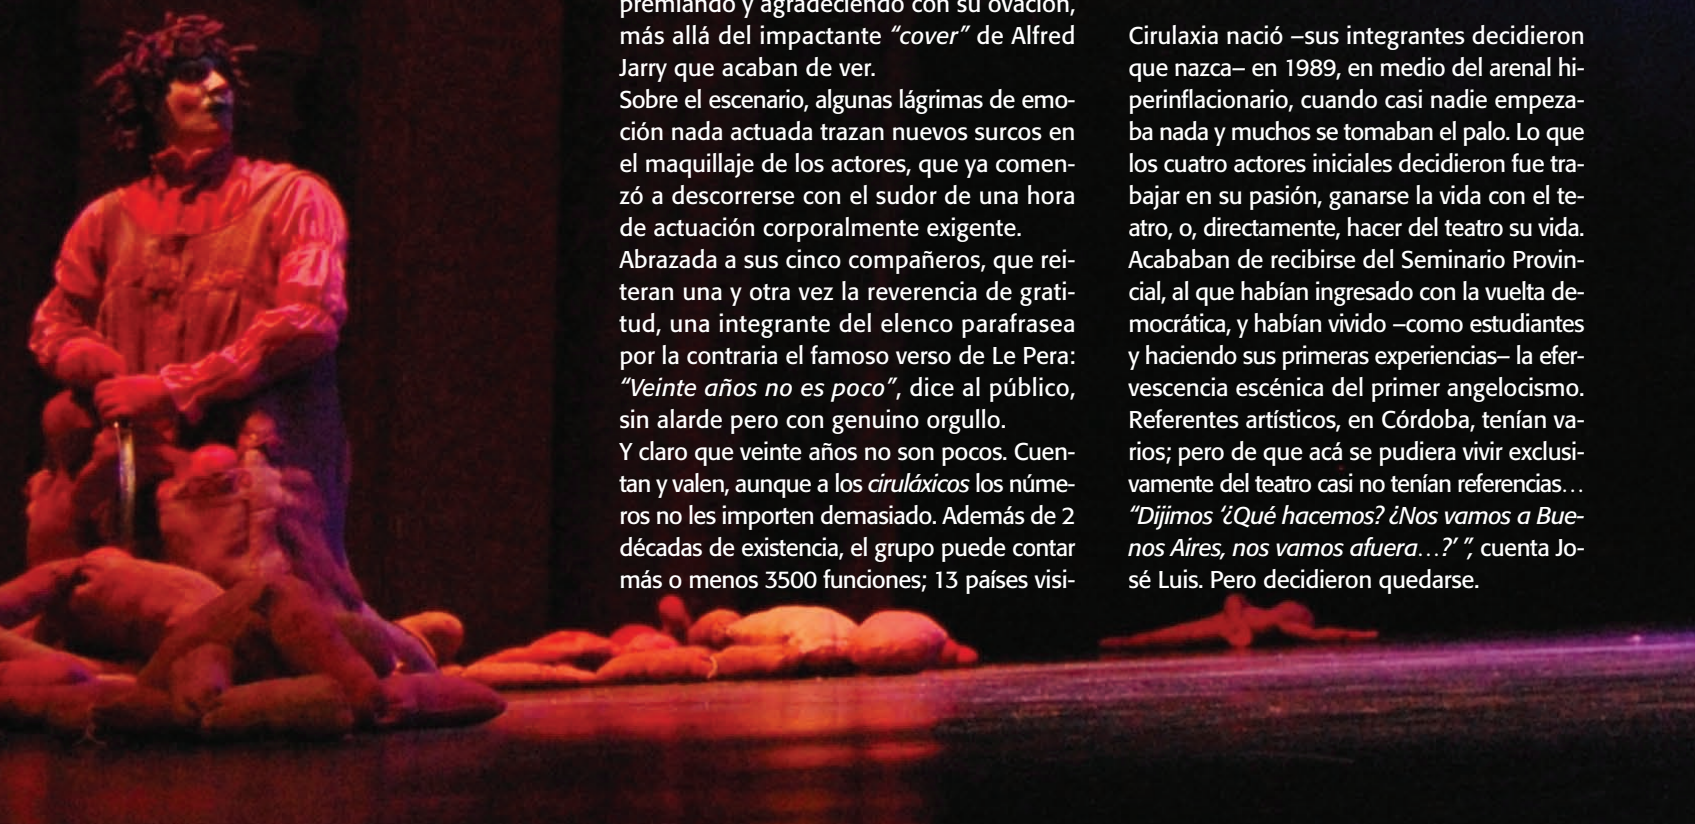 premiando y agradeciendo con su ovación,
más allá del impactante “cover” de Alfred
Jarry que acaban de ver.
Sobre el escenario, algunas lágrimas de emo-
ción nada actuada trazan nuevos surcos en
el maquillaje de los actores, que ya comen-
zó a descorrerse con el sudor de una hora
de actuación corporalmente exigente.
Abrazada a sus cinco compañeros, que rei-
teran una y otra vez la reverencia de grati-
tud, una integrante del elenco parafrasea
por la contraria el famoso verso de Le Pera:
“Veinte años no es poco”, dice al público,
sin alarde pero con genuino orgullo.
Y claro que veinte años no son pocos. Cuen-
tan y valen, aunque a los ciruláxicos los núme-
ros no les importen demasiado. Además de 2
décadas de existencia, el grupo puede contar
más o menos 3500 funciones; 13 países visi-
Cirulaxia nació –sus integrantes decidieron
que nazca– en 1989, en medio del arenal hi-
perinflacionario, cuando casi nadie empeza-
ba nada y muchos se tomaban el palo. Lo que
los cuatro actores iniciales decidieron fue tra-
bajar en su pasión, ganarse la vida con el te-
atro, o, directamente, hacer del teatro su vida.
Acababan de recibirse del Seminario Provin-
cial, al que habían ingresado con la vuelta de-
mocrática, y habían vivido –como estudiantes
y haciendo sus primeras experiencias– la efer-
vescencia escénica del primer angelocismo.
Referentes artísticos, en Córdoba, tenían va-
rios; pero de que acá se pudiera vivir exclusi-
vamente del teatro casi no tenían referencias…
“Dijimos ‘¿Qué hacemos? ¿Nos vamos a Bue-
nos Aires, nos vamos afuera…?’ ”, cuenta Jo-
sé Luis. Pero decidieron quedarse.